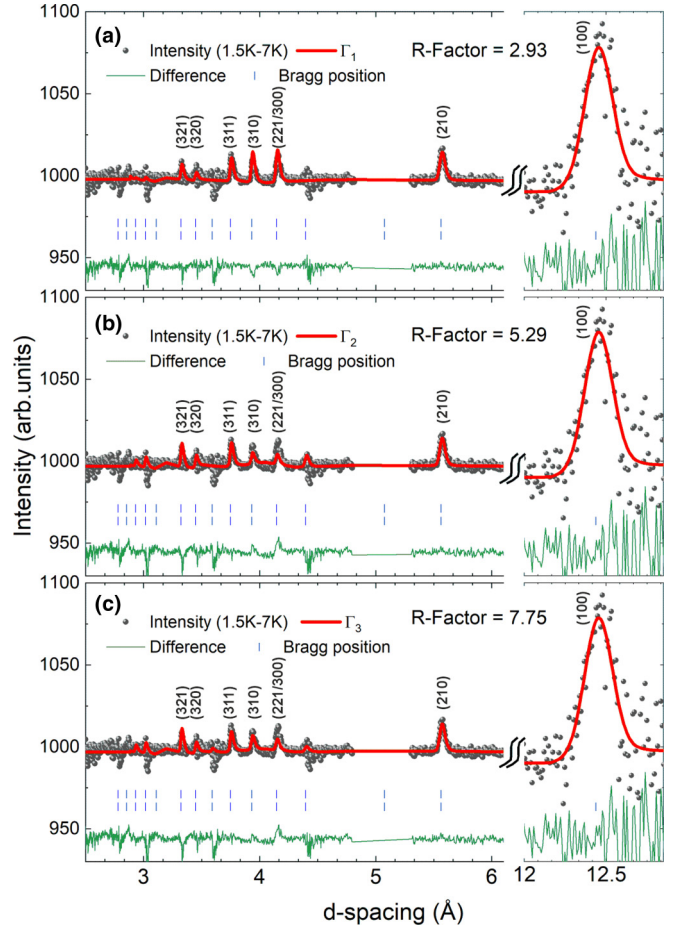 1100
(a)
Intensity (1.5K-7K) Γ1 R-Factor = 2.93
Difference Bragg position
(100)
1050
(321)
(320)
(311)
(310)
(221/300)
(210)
1000
950
1100
(b)
Intensity (1.5K-7K) Γ2 R-Factor = 5.29
Difference Bragg position
(100)
1050
(321)
(320)
(311)
(310)
(221/300)
(210)
1000
950
Intensity (arb.units)
1100
(c)
Intensity (1.5K-7K) Γ3 R-Factor = 7.75
Difference Bragg position
(100)
1050
(321)
(320)
(311)
(310)
(221/300)
(210)
1000
950
3 4 5 6 12 12.5
d-spacing (Å)